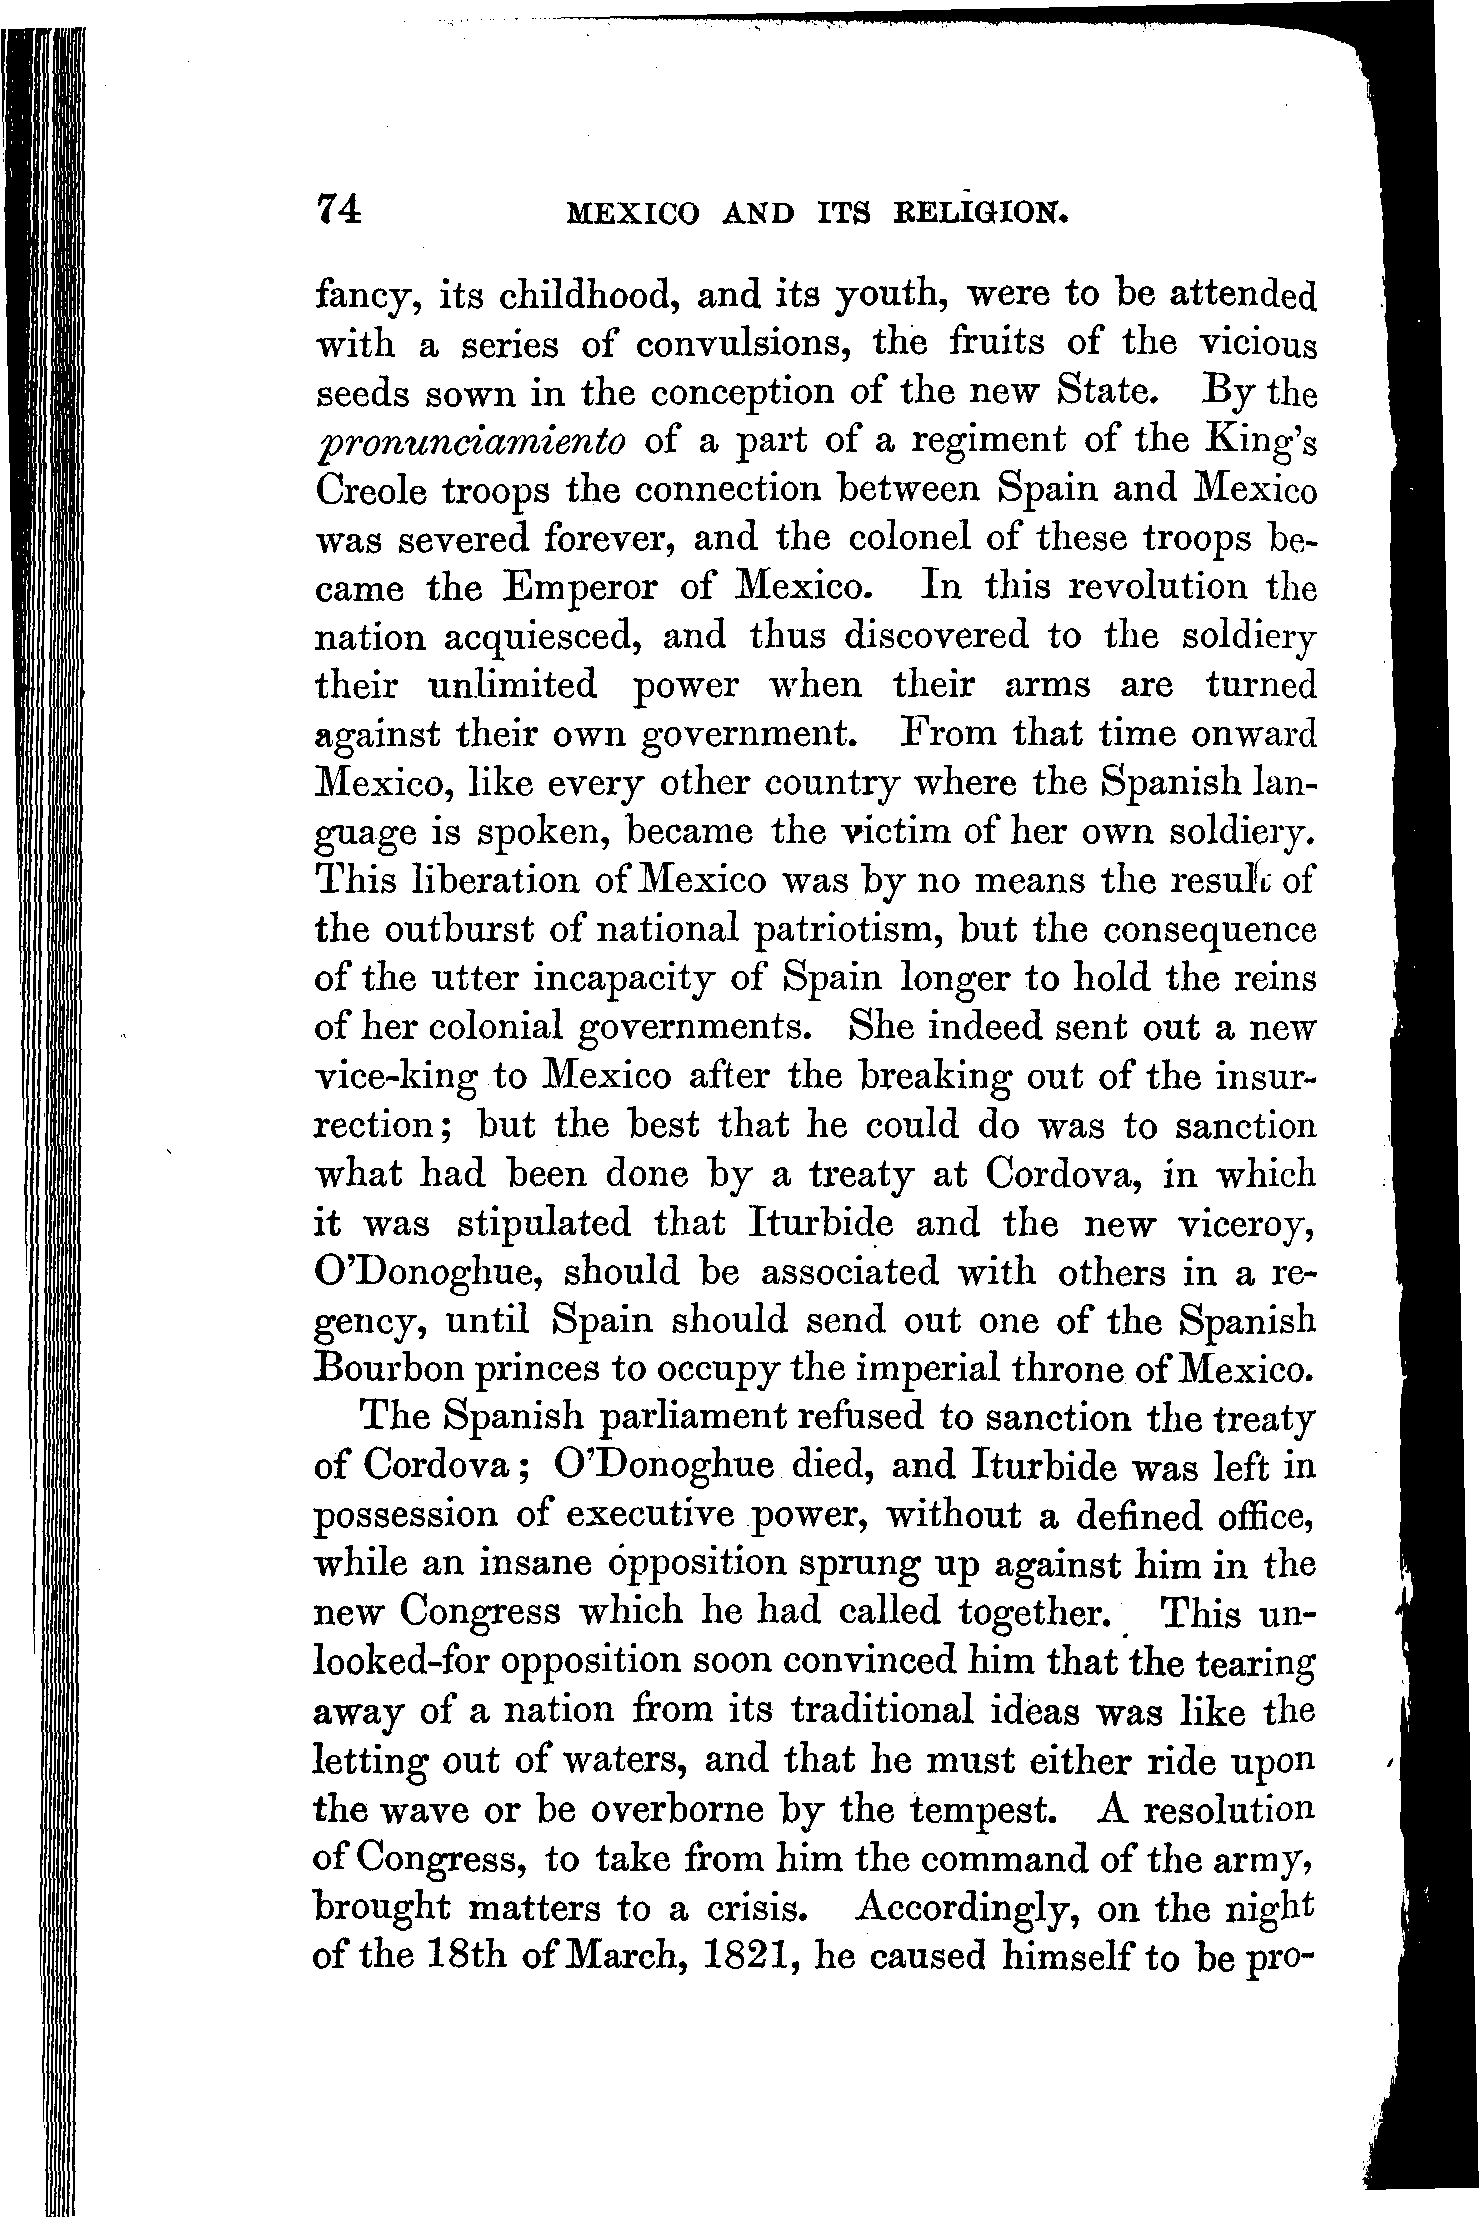 74 MEXICO AND ITS RELIGION.
fancy, its childhood, and its youth, were to be attended
with a series of convulsions, the fruits of the vicious
seeds sown in the conception of the new State. By the
pronunciamiento of a part of a regiment of the King's
Creole troops the connection between Spain and Mexico
was severed forever, and the colonel of these troops be-
came the Emperor of Mexico. In this revolution the
nation acquiesced, and thus discovered to the soldiery
their unlimited power when their arms are turned
against their own government. From that time onward
Mexico, like every other country where the Spanish lan-
guage is spoken, became the victim of her own soldiery.
This liberation of Mexico was by no means the result of
the outburst of national patriotism, but the consequence
of the utter incapacity of Spain longer to hold the reins
of her colonial governments. She indeed sent out a new
vice-king to Mexico after the breaking out of the insur-
rection; but the best that he could do was to sanction
what had been done by a treaty at Cordova, in which
it was stipulated that Iturbide and the new viceroy,
O'Donoghue, should be associated with others in a re-
gency, until Spain should send out one of the Spanish
Bourbon princes to occupy the imperial throne of Mexico.
The Spanish parliament refused to sanction the treaty
of Cordova; O'Donoghue died, and Iturbide was left in
possession of executive power, without a defined office,
while an insane opposition sprung up against him in the
new Congress which he had called together. This un-
looked-for opposition soon convinced him that the tearing
away of a nation from its traditional ideas was like the
letting out of waters, and that he must either ride upon
the wave or be overborne by the tempest. A resolution
of Congress, to take from him the command of the army,
brought matters to a crisis. Accordingly, on the night
of the 18th of March, 1821, he caused himself to be pro-